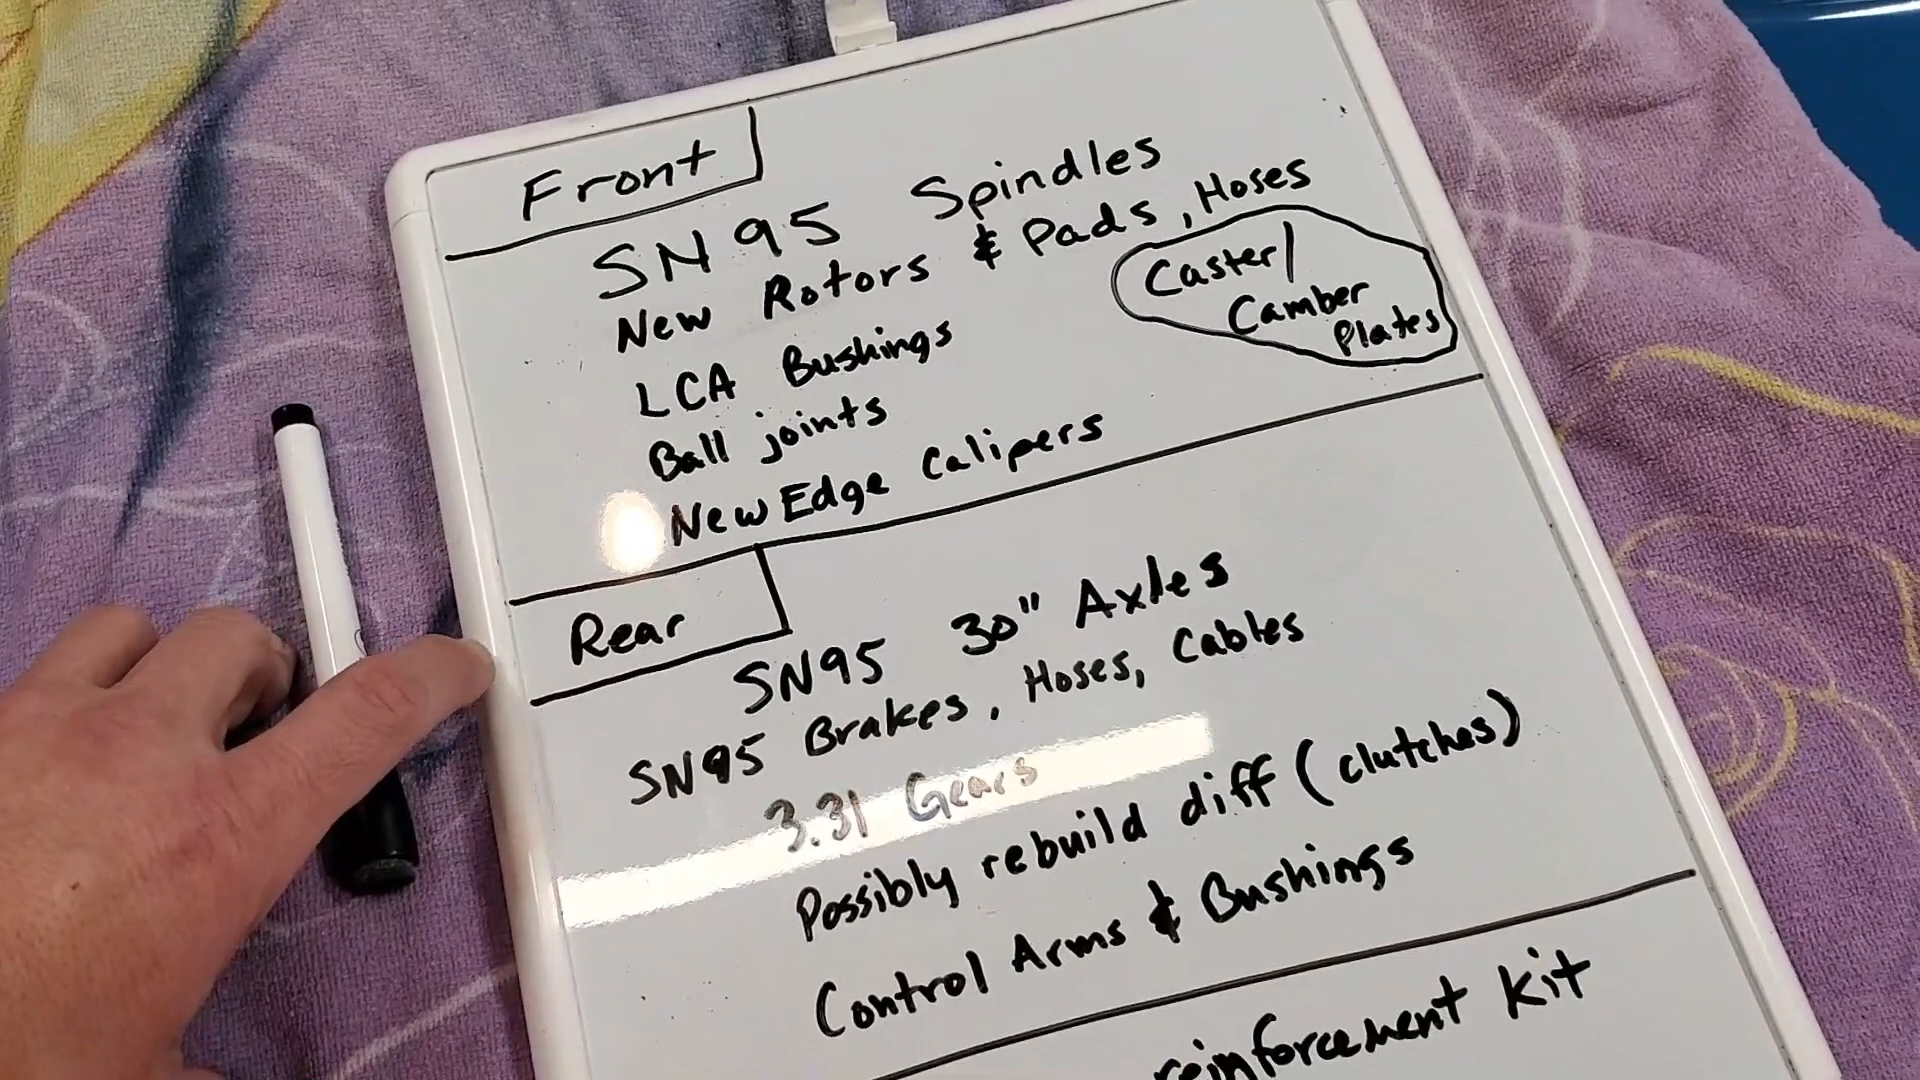 Front
SN95 Spindles
New Rotors & Pads, Hoses
Caster/
Camber
Plates
LCA Bushings
Ball joints
New Edge Calipers
Rear
SN95 30" Axles
SN95 Brakes, Hoses, Cables
3.31 Gears
Possibly rebuild diff (clutches)
Control Arms & Bushings
reinforcement kit